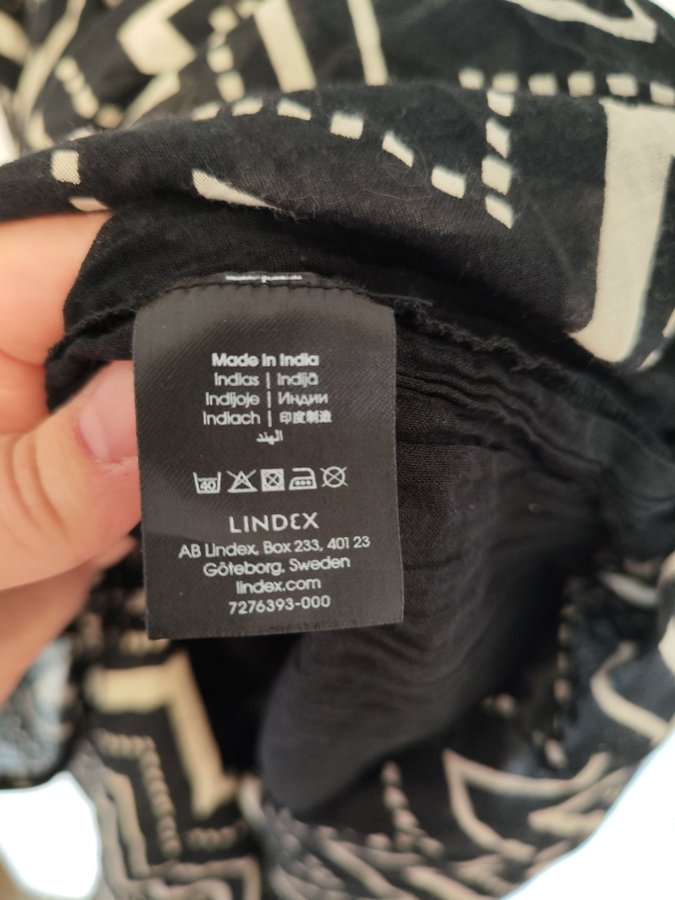 Made in India
Indias | Indijā
Indijoje | Индии
Indiach | 印度制造
الهند
40
LINDEX
AB Lindex, Box 233, 401 23
Göteborg, Sweden
lindex.com
7276393-000